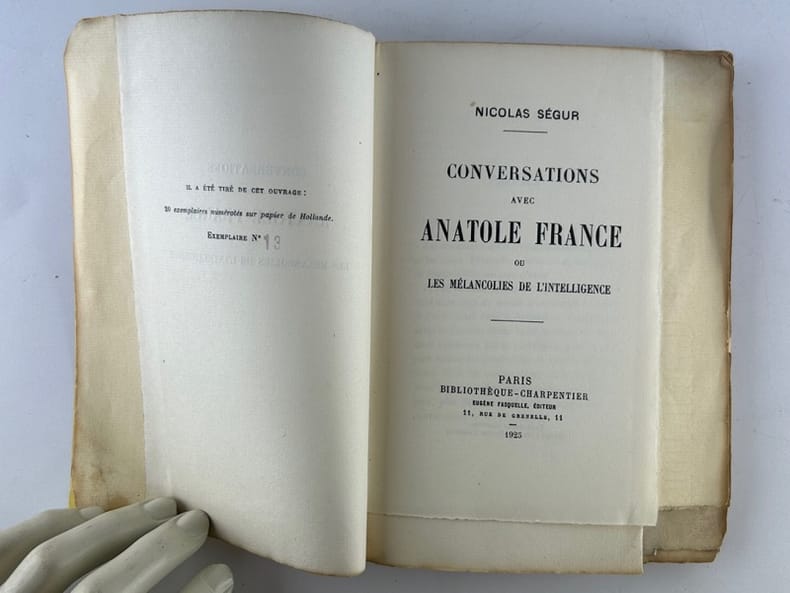 IL A ÉTÉ TIRÉ DE CET OUVRAGE :
20 exemplaires numérotés sur papier de Hollande.
EXEMPLAIRE N° 13
NICOLAS SÉGUR
CONVERSATIONS
AVEC
ANATOLE FRANCE
OU
LES MÉLANCOLIES DE L'INTELLIGENCE
PARIS
BIBLIOTHÈQUE-CHARPENTIER
EUGÈNE FASQUELLE, ÉDITEUR
11, RUE DE GRENELLE, 11
1925